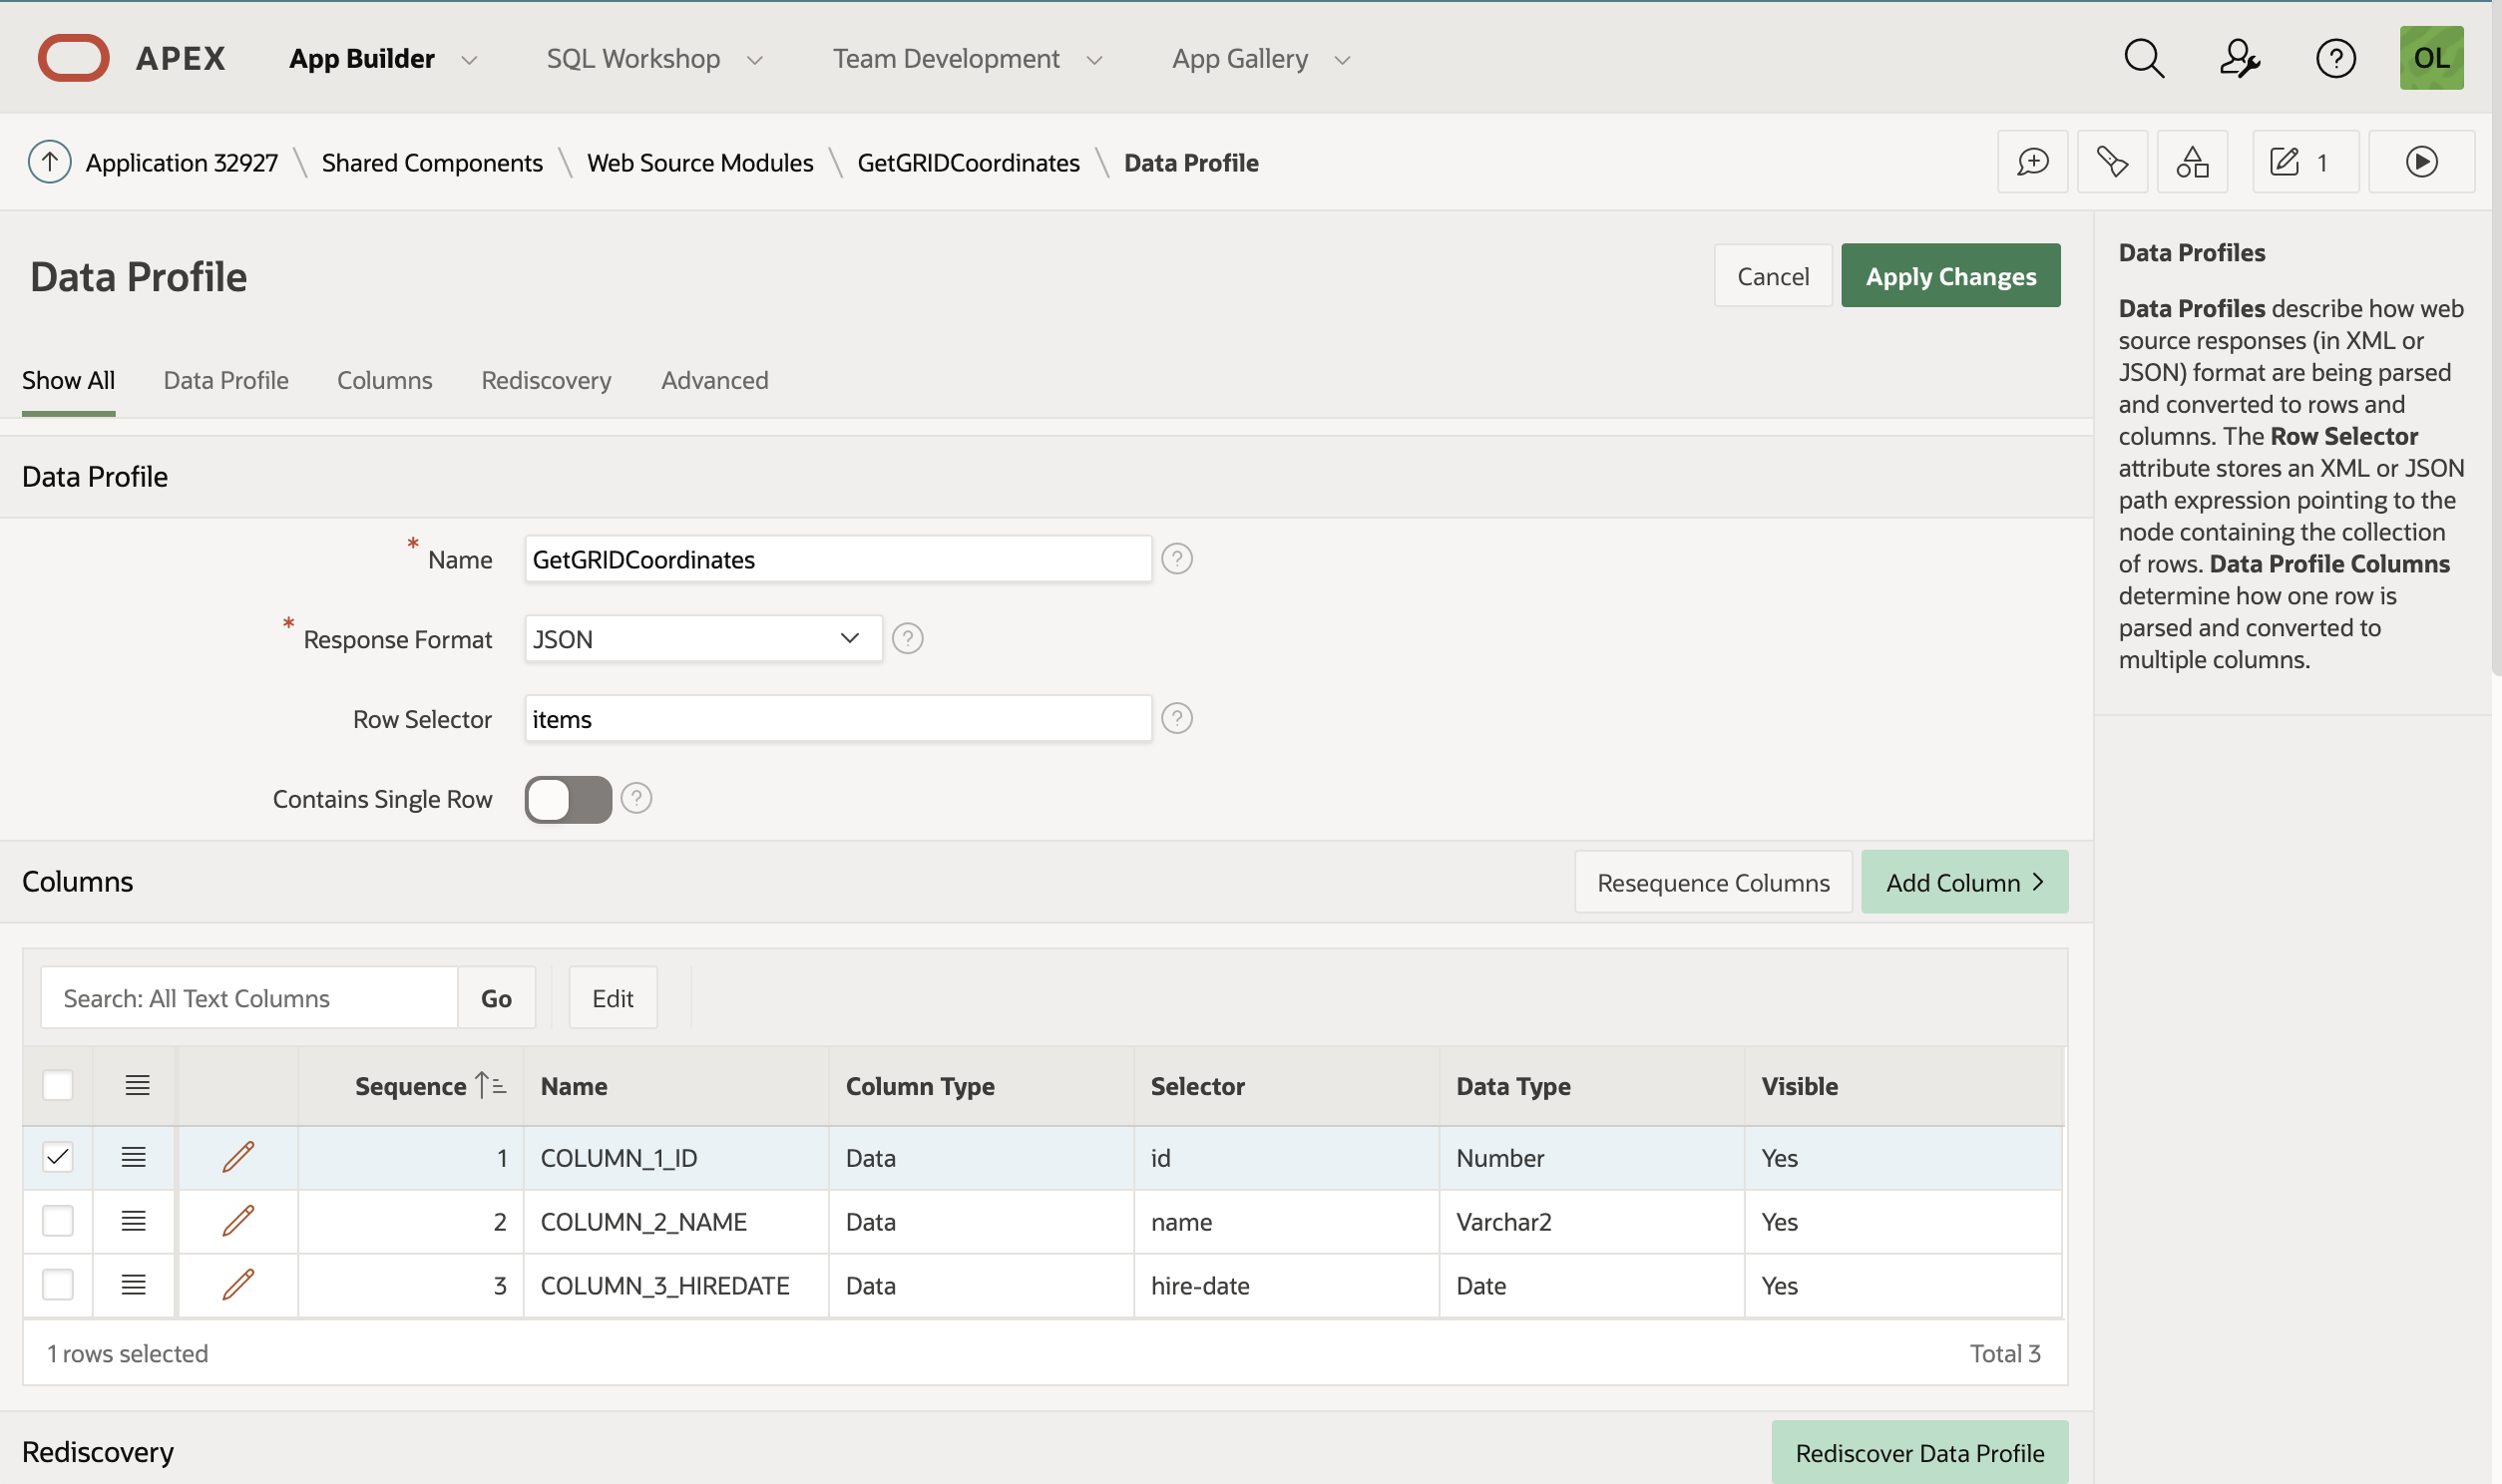 APEX App Builder SQL Workshop Team Development App Gallery OL
Application 32927 \ Shared Components \ Web Source Modules \ GetGRIDCoordinates \ Data Profile 1
Data Profile
Cancel Apply Changes
Show All Data Profile Columns Rediscovery Advanced
Data Profile
* Name GetGRIDCoordinates ?
* Response Format JSON ?
Row Selector items ?
Contains Single Row ?
Columns Resequence Columns Add Column >
Search: All Text Columns Go Edit
Sequence Name Column Type Selector Data Type Visible
1 COLUMN_1_ID Data id Number Yes
2 COLUMN_2_NAME Data name Varchar2 Yes
3 COLUMN_3_HIREDATE Data hire-date Date Yes
1 rows selected Total 3
Rediscovery Rediscover Data Profile
Data Profiles
Data Profiles describe how web
source responses (in XML or
JSON) format are being parsed
and converted to rows and
columns. The Row Selector
attribute stores an XML or JSON
path expression pointing to the
node containing the collection
of rows. Data Profile Columns
determine how one row is
parsed and converted to
multiple columns.